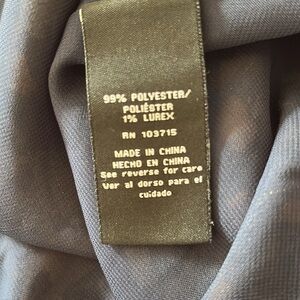 99% POLYESTER/
POLIÉSTER
1% LUREX
RN 103715
MADE IN CHINA
HECHO EN CHINA
See reverse for care
Ver al dorso para el
cuidado